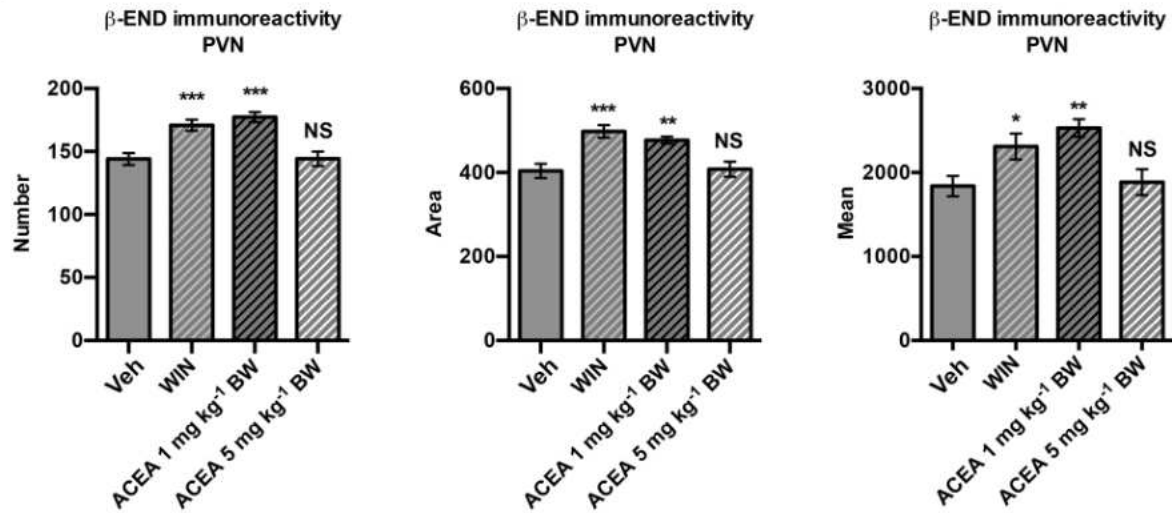 β-END immunoreactivity
PVN
Number
200
150
100
50
0
***
***
NS
Veh
WIN
ACEA 1 mg kg⁻¹ BW
ACEA 5 mg kg⁻¹ BW
β-END immunoreactivity
PVN
Area
600
400
200
0
***
**
NS
Veh
WIN
ACEA 1 mg kg⁻¹ BW
ACEA 5 mg kg⁻¹ BW
β-END immunoreactivity
PVN
Mean
3000
2000
1000
0
*
**
NS
Veh
WIN
ACEA 1 mg kg⁻¹ BW
ACEA 5 mg kg⁻¹ BW